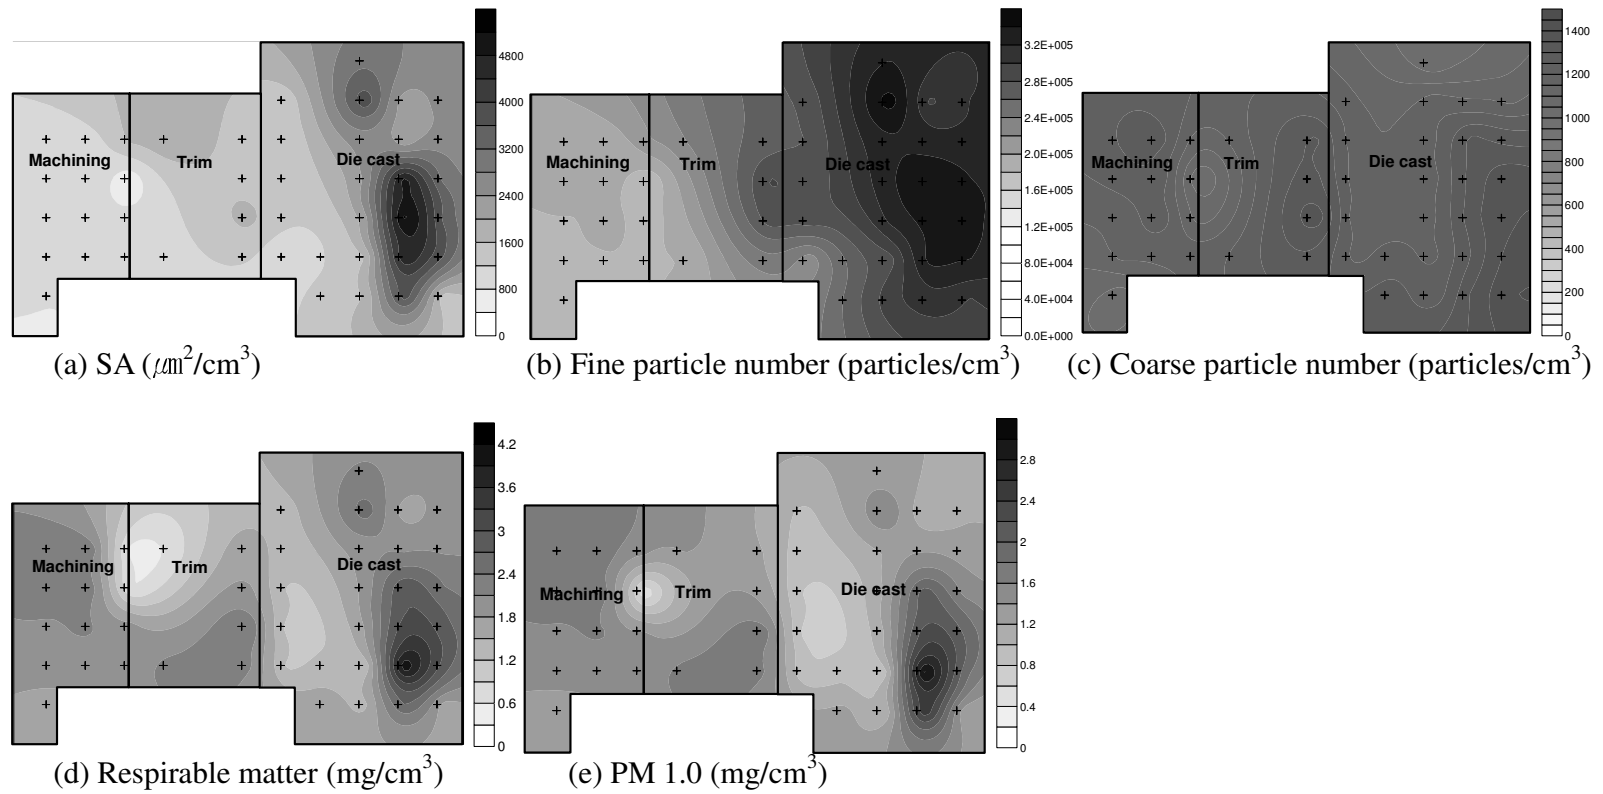 4800
4000
3200
2400
1600
800
0
Machining
Trim
Die cast
(a) SA (μm²/cm³)
3.2E+005
2.8E+005
2.4E+005
2.0E+005
1.6E+005
1.2E+005
8.0E+004
4.0E+004
0.0E+000
Machining
Trim
Die cast
(b) Fine particle number (particles/cm³)
1400
1200
1000
800
600
400
200
0
Machining
Trim
Die cast
(c) Coarse particle number (particles/cm³)
4.2
3.6
3
2.4
1.8
1.2
0.6
0
Machining
Trim
Die cast
(d) Respirable matter (mg/cm³)
2.8
2.4
2
1.6
1.2
0.8
0.4
0
Machining
Trim
Die cast
(e) PM 1.0 (mg/cm³)